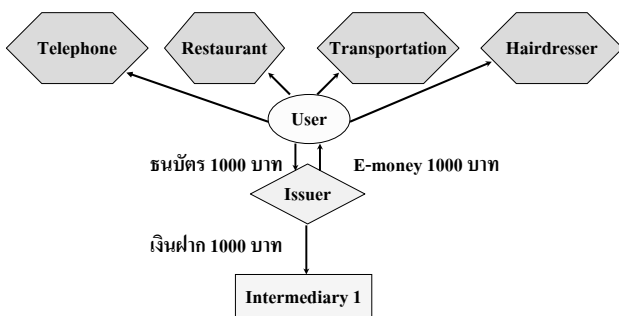 Telephone
Restaurant
Transportation
Hairdresser
User
ธนบัตร 1000 บาท
E-money 1000 บาท
Issuer
เงินฝาก 1000 บาท
Intermediary 1